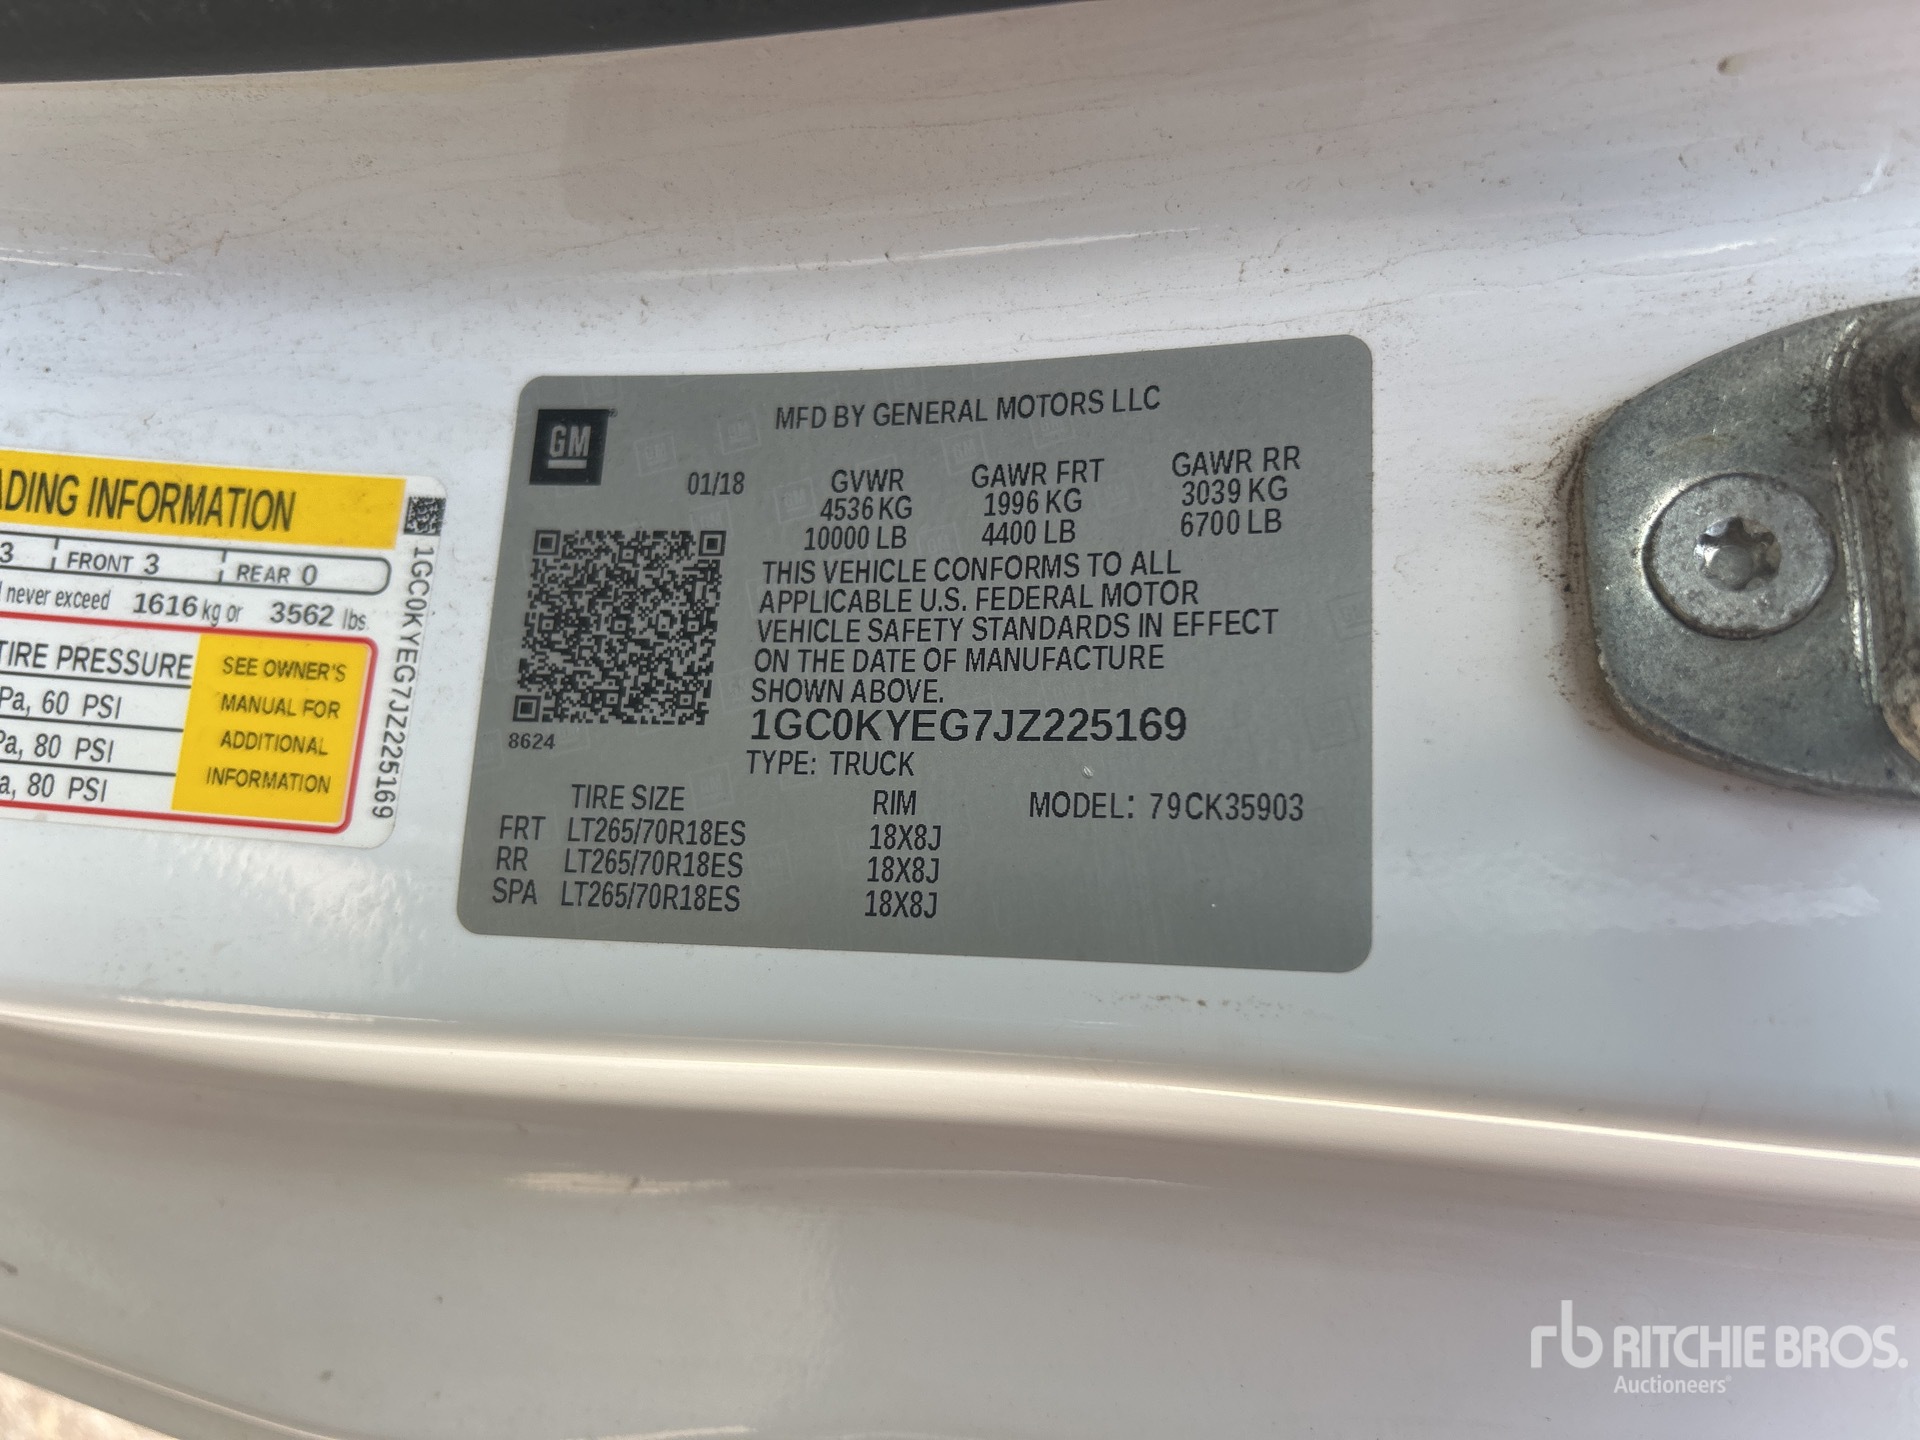 ADING INFORMATION
3 FRONT 3 REAR 0
never exceed 1616 kg or 3562 lbs.
TIRE PRESSURE
Pa, 60 PSI
Pa, 80 PSI
a, 80 PSI
SEE OWNER'S
MANUAL FOR
ADDITIONAL
INFORMATION
1GC0KYEG7JZ225169
GM
MFD BY GENERAL MOTORS LLC
01/18
GVWR GAWR FRT GAWR RR
4536 KG 1996 KG 3039 KG
10000 LB 4400 LB 6700 LB
THIS VEHICLE CONFORMS TO ALL
APPLICABLE U.S. FEDERAL MOTOR
VEHICLE SAFETY STANDARDS IN EFFECT
ON THE DATE OF MANUFACTURE
SHOWN ABOVE.
1GC0KYEG7JZ225169
8624
TYPE: TRUCK
TIRE SIZE RIM MODEL: 79CK35903
FRT LT265/70R18ES 18X8J
RR LT265/70R18ES 18X8J
SPA LT265/70R18ES 18X8J
rb RITCHIE BROS.
Auctioneers